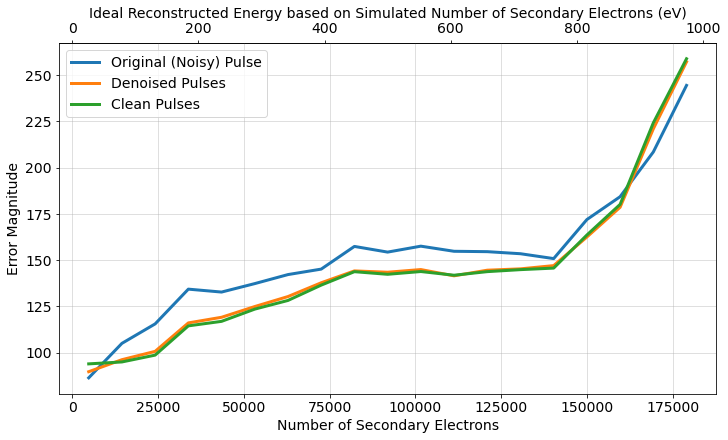 Ideal Reconstructed Energy based on Simulated Number of Secondary Electrons (eV)
0 200 400 600 800 1000
Original (Noisy) Pulse
Denoised Pulses
Clean Pulses
250
225
200
175
150
125
100
Error Magnitude
0 25000 50000 75000 100000 125000 150000 175000
Number of Secondary Electrons